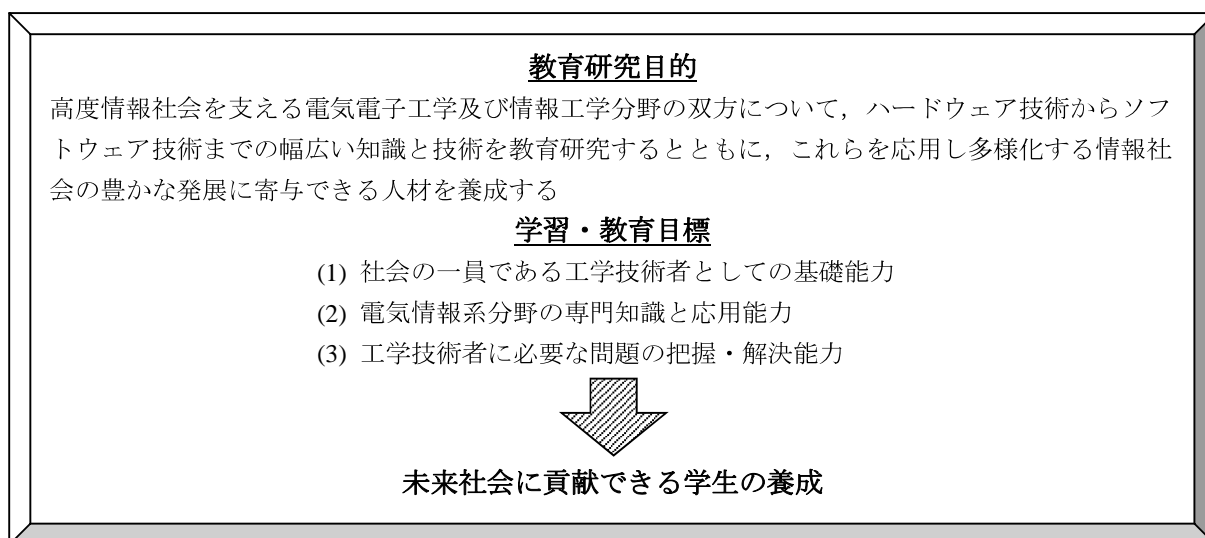 教育研究目的
高度情報社会を支える電気電子工学及び情報工学分野の双方について，ハードウェア技術からソフ
トウェア技術までの幅広い知識と技術を教育研究するとともに，これらを応用し多様化する情報社
会の豊かな発展に寄与できる人材を養成する
学習・教育目標
(1) 社会の一員である工学技術者としての基礎能力
(2) 電気情報系分野の専門知識と応用能力
(3) 工学技術者に必要な問題の把握・解決能力
未来社会に貢献できる学生の養成